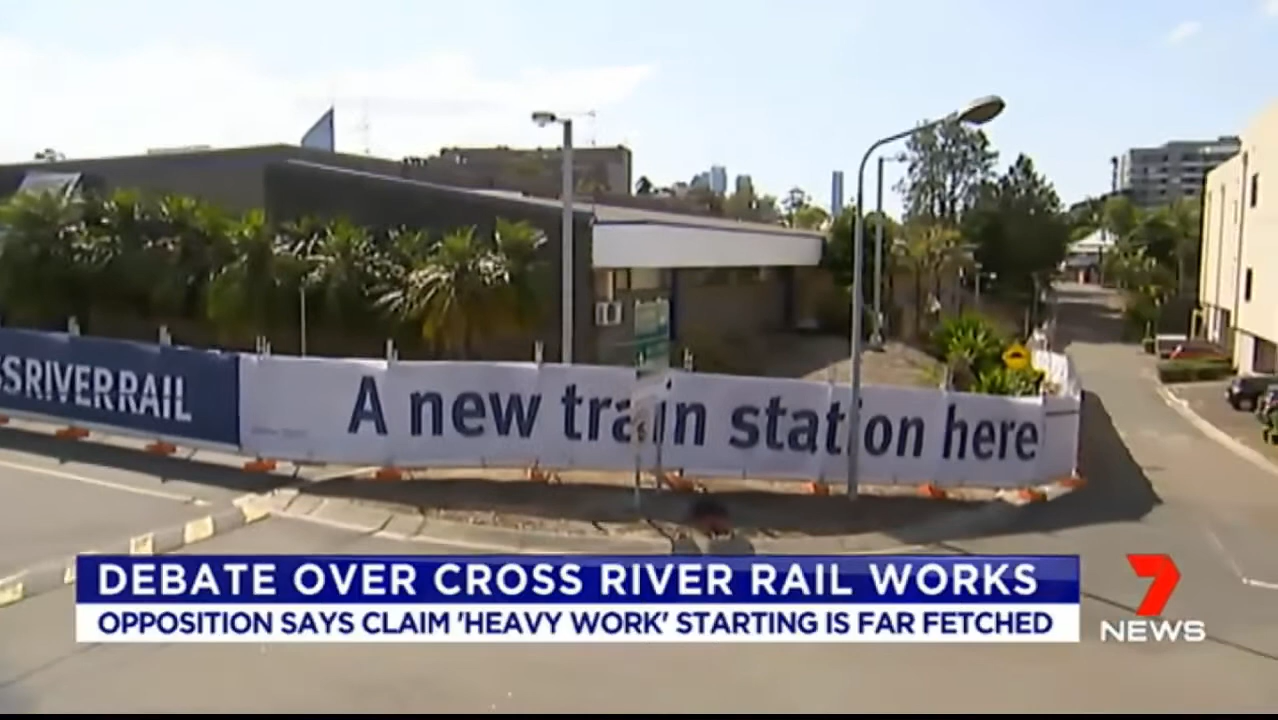 SRIVERRAIL
A new train station here
DEBATE OVER CROSS RIVER RAIL WORKS
OPPOSITION SAYS CLAIM 'HEAVY WORK' STARTING IS FAR FETCHED
7
NEWS